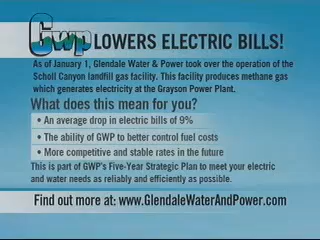 GWP LOWERS ELECTRIC BILLS!
As of January 1, Glendale Water & Power took over the operation of the
Scholl Canyon landfill gas facility. This facility produces methane gas
which generates electricity at the Grayson Power Plant.
What does this mean for you?
• An average drop in electric bills of 9%
• The ability of GWP to better control fuel costs
• More competitive and stable rates in the future
This is part of GWP's Five-Year Strategic Plan to meet your electric
and water needs as reliably and efficiently as possible.
Find out more at: www.GlendaleWaterAndPower.com